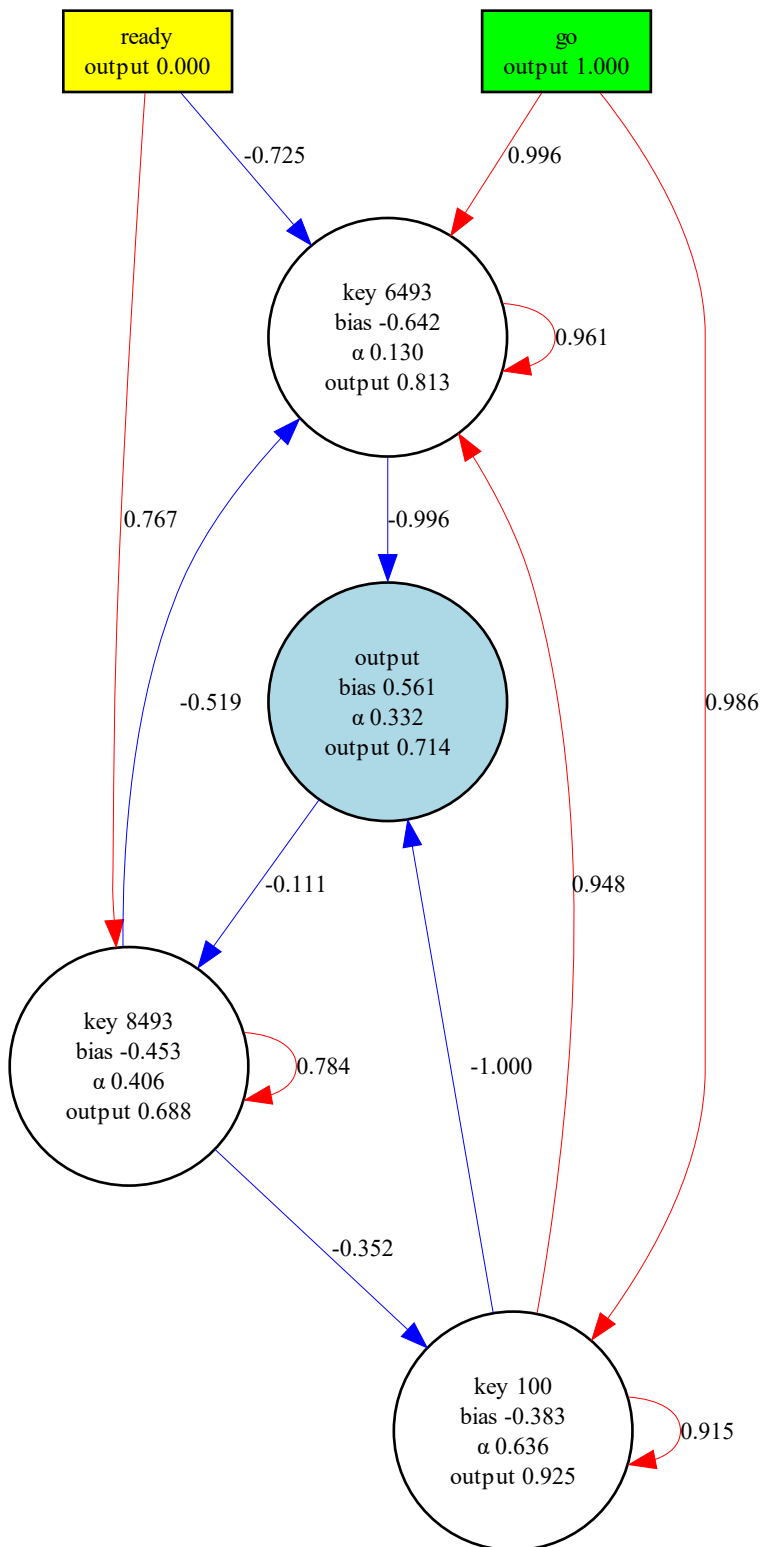 ready
output 0.000
go
output 1.000
-0.725
0.996
key 6493
bias -0.642
α 0.130
output 0.813
0.961
0.767
-0.996
-0.519
output
bias 0.561
α 0.332
output 0.714
0.986
-0.111
0.948
key 8493
bias -0.453
α 0.406
output 0.688
0.784
-1.000
-0.352
key 100
bias -0.383
α 0.636
output 0.925
0.915